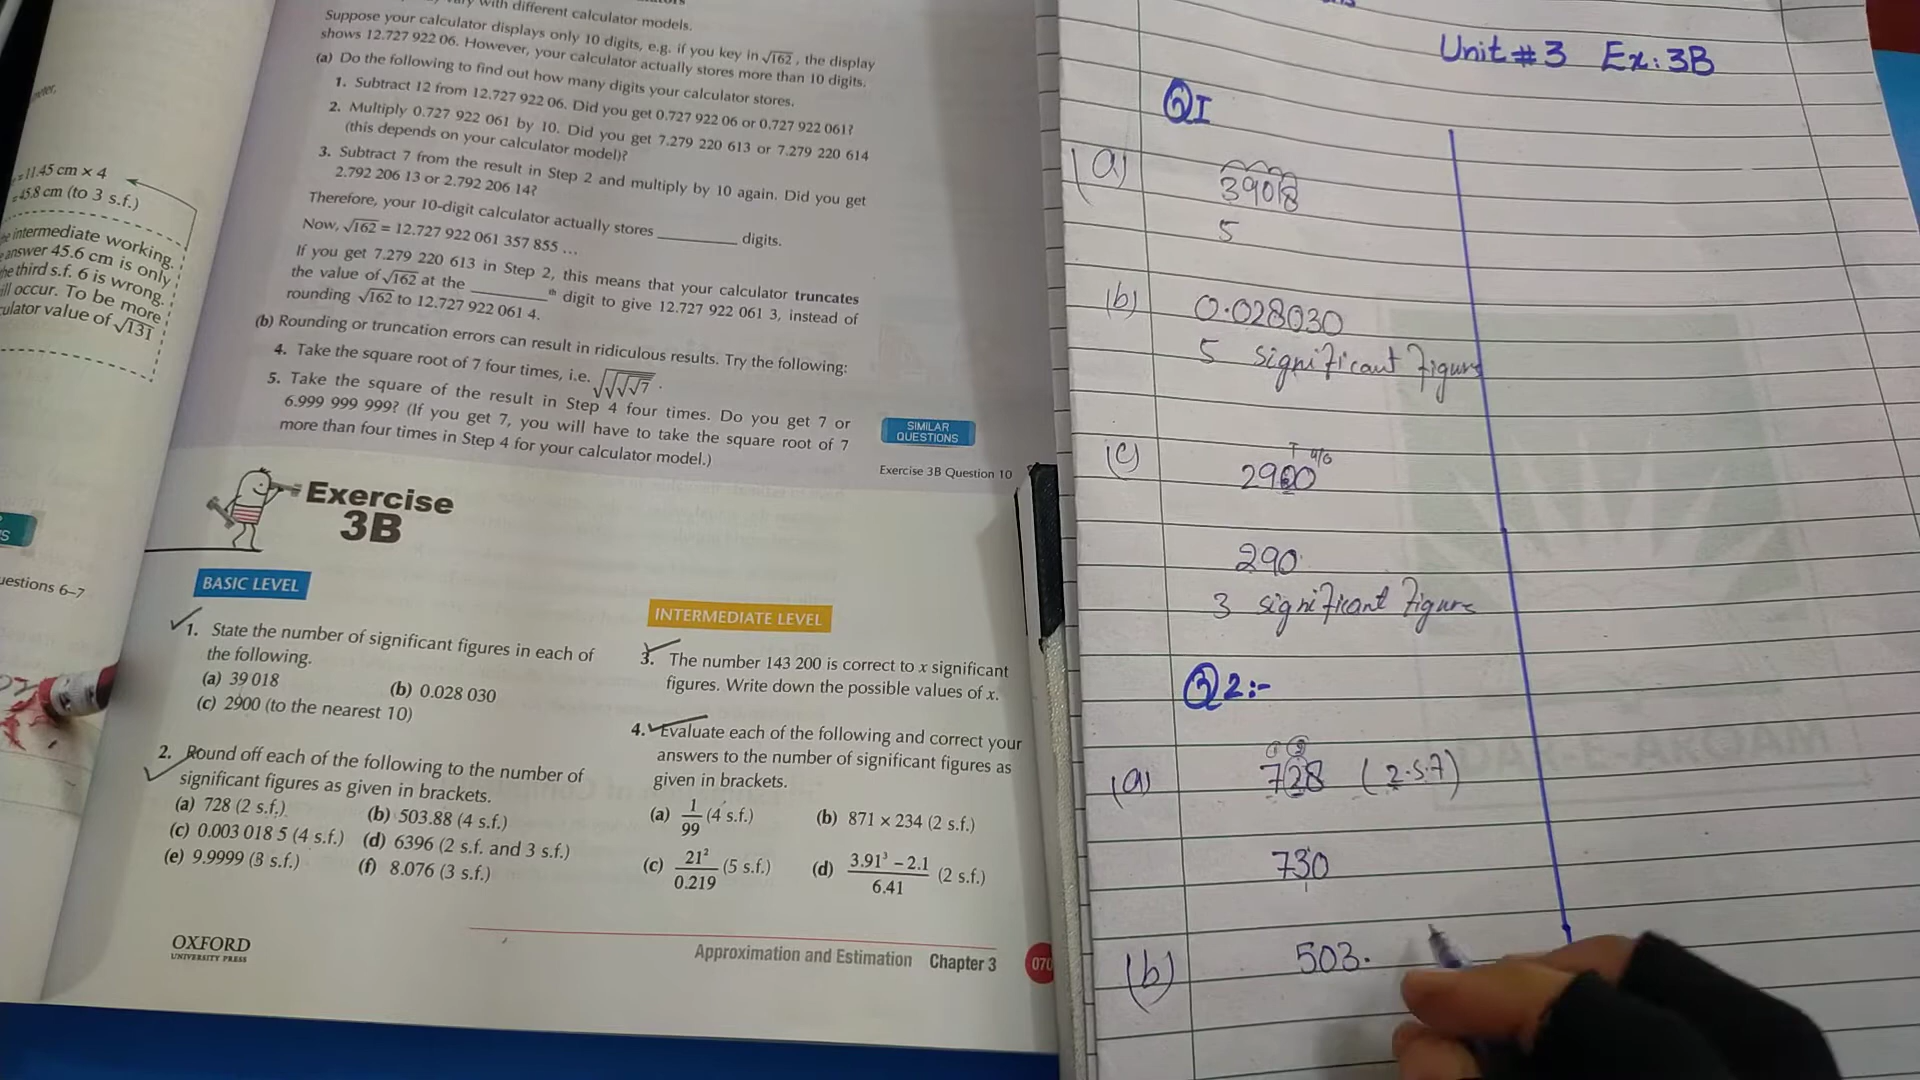 with different calculator models.
Suppose your calculator displays only 10 digits, e.g. if you key in √162, the display
shows 12.727 922 06. However, your calculator actually stores more than 10 digits.
(a) Do the following to find out how many digits your calculator stores.
1. Subtract 12 from 12.727 922 06. Did you get 0.727 922 06 or 0.727 922 061?
2. Multiply 0.727 922 061 by 10. Did you get 7.279 220 613 or 7.279 220 614
(this depends on your calculator model)?
3. Subtract 7 from the result in Step 2 and multiply by 10 again. Did you get
2.792 206 13 or 2.792 206 14?
Therefore, your 10-digit calculator actually stores ________ digits.
Now, √162 = 12.727 922 061 357 855 ...
If you get 7.279 220 613 in Step 2, this means that your calculator truncates
the value of √162 at the ________th digit to give 12.727 922 061 3, instead of
rounding √162 to 12.727 922 061 4.
(b) Rounding or truncation errors can result in ridiculous results. Try the following:
4. Take the square root of 7 four times, i.e. √√√√7 .
5. Take the square of the result in Step 4 four times. Do you get 7 or
6.999 999 999? (If you get 7, you will have to take the square root of 7
more than four times in Step 4 for your calculator model.)
SIMILAR
QUESTIONS
Exercise 3B Question 10
= 11.45 cm × 4
= 45.8 cm (to 3 s.f.)
intermediate working.
answer 45.6 cm is only
the third s.f. 6 is wrong.
ill occur. To be more
culator value of √131
uestions 6–7
Exercise
3B
BASIC LEVEL
1. State the number of significant figures in each of
the following.
(a) 39 018
(b) 0.028 030
(c) 2900 (to the nearest 10)
2. Round off each of the following to the number of
significant figures as given in brackets.
(a) 728 (2 s.f.)
(b) 503.88 (4 s.f.)
(c) 0.003 018 5 (4 s.f.)
(d) 6396 (2 s.f. and 3 s.f.)
(e) 9.9999 (3 s.f.)
(f) 8.076 (3 s.f.)
INTERMEDIATE LEVEL
3. The number 143 200 is correct to x significant
figures. Write down the possible values of x.
4. Evaluate each of the following and correct your
answers to the number of significant figures as
given in brackets.
(a) 1/99 (4 s.f.)
(b) 871 × 234 (2 s.f.)
(c) 21²/0.219 (5 s.f.)
(d) 3.91³ − 2.1/6.41 (2 s.f.)
OXFORD
UNIVERSITY PRESS
Approximation and Estimation Chapter 3
070
Unit # 3 Ex: 3B
Q1
(a) 39018
5
(b) 0.028030
5 significant figure
(c) 2900
290
3 significant figure
Q2:-
(a) 728 (2.s.f)
730
(b) 503.